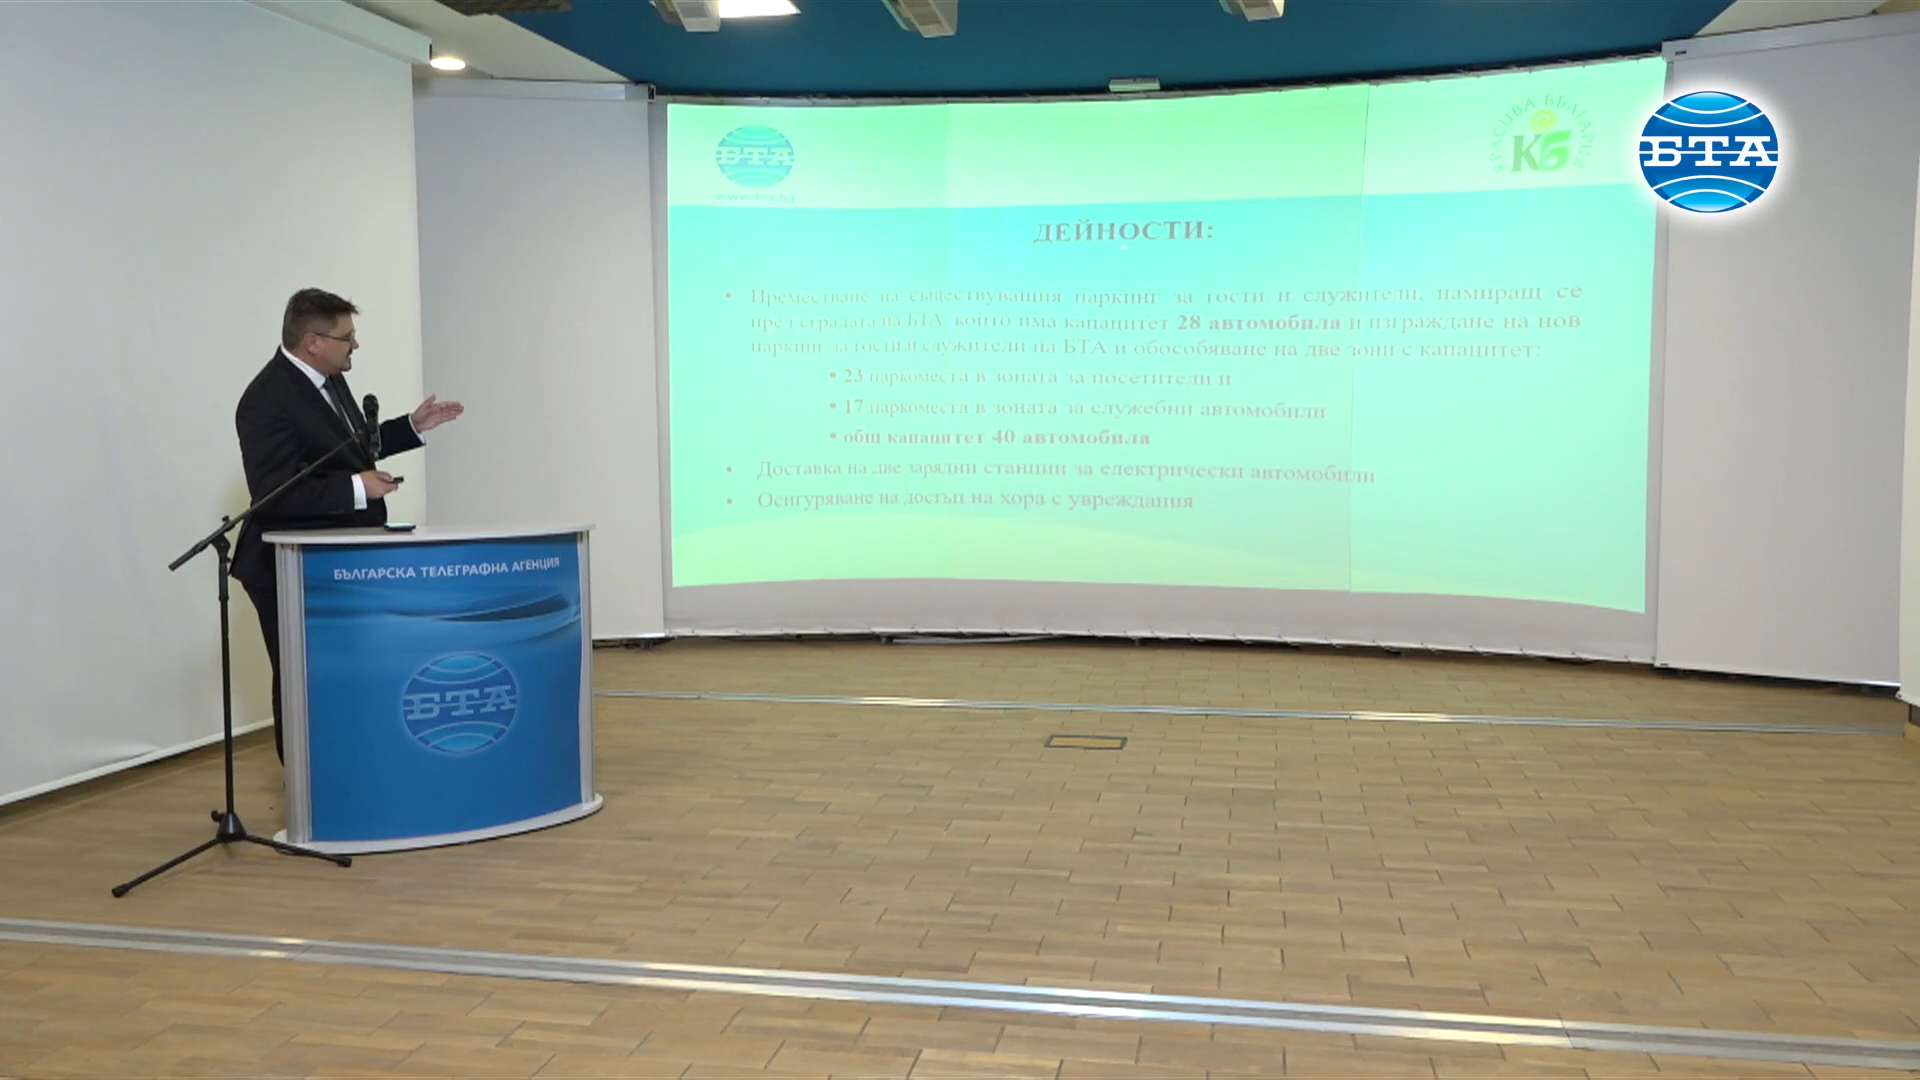 БТА
www.bta.bg
КРАСИВА БЪЛГАРИЯ
КБ
БТА
ДЕЙНОСТИ:
• Преместване на съществуващия паркинг за гости и служители, намиращ се
пред сградата на БТА, които има капацитет 28 автомобила и изграждане на нов
паркинг за гости и служители на БТА и обособяване на две зони с капацитет:
• 23 паркоместа в зоната за посетители и
• 17 паркоместа в зоната за служебни автомобили
• общ капацитет 40 автомобила
• Доставка на две зарядни станции за електрически автомобили
• Осигуряване на достъп на хора с увреждания
БЪЛГАРСКА ТЕЛЕГРАФНА АГЕНЦИЯ
БТА